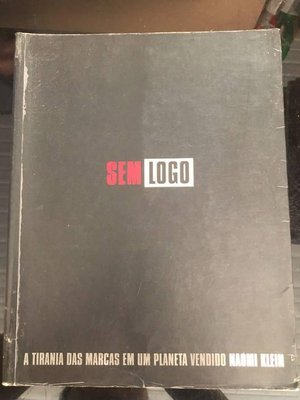 SEM LOGO
A TIRANIA DAS MARCAS EM UM PLANETA VENDIDO NAOMI KLEIN